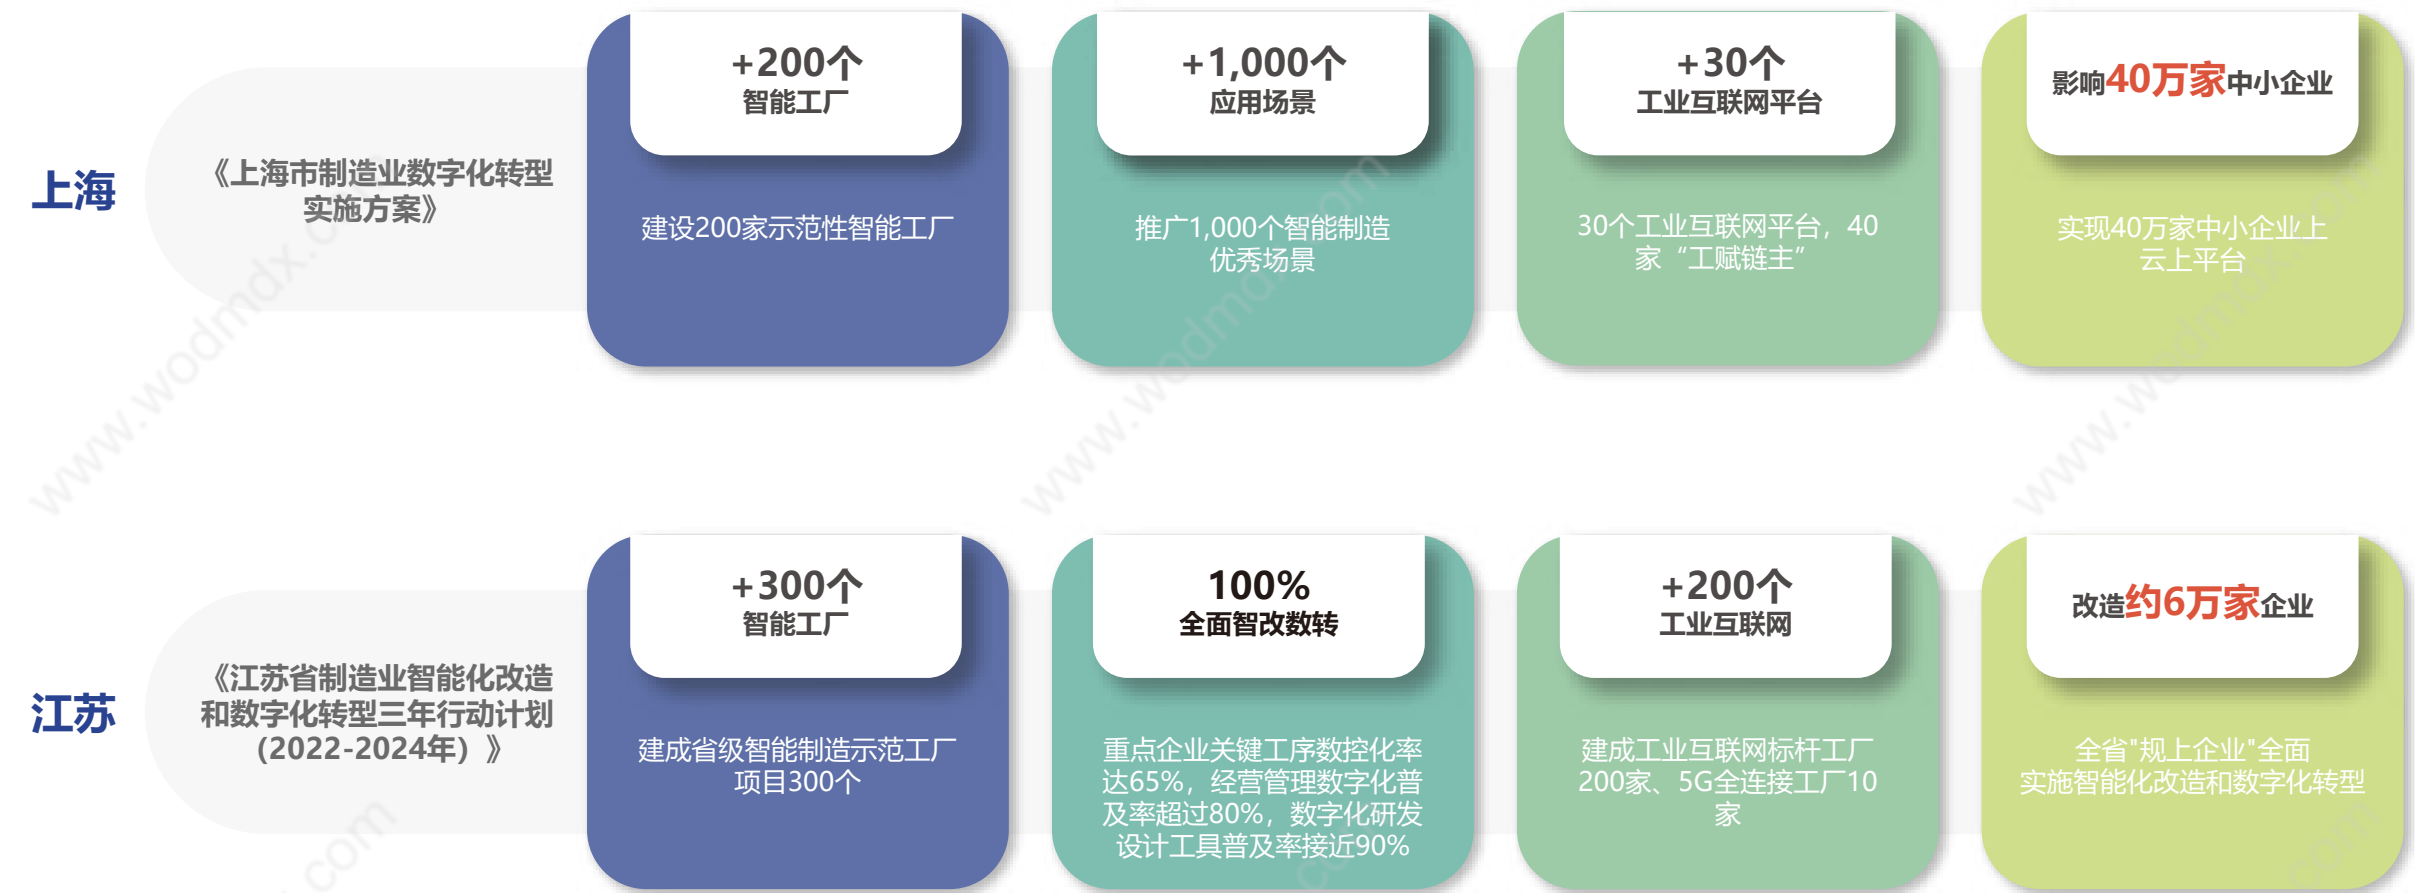 上海
《上海市制造业数字化转型
实施方案》
+200个
智能工厂
建设200家示范性智能工厂
+1,000个
应用场景
推广1,000个智能制造
优秀场景
+30个
工业互联网平台
30个工业互联网平台，40
家“工赋链主”
影响40万家中小企业
实现40万家中小企业上
云上平台
江苏
《江苏省制造业智能化改造
和数字化转型三年行动计划
(2022-2024年) 》
+300个
智能工厂
建成省级智能制造示范工厂
项目300个
100%
全面智改数转
重点企业关键工序数控化率
达65%，经营管理数字化普
及率超过80%，数字化研发
设计工具普及率接近90%
+200个
工业互联网
建成工业互联网标杆工厂
200家、5G全连接工厂10
家
改造约6万家企业
全省"规上企业"全面
实施智能化改造和数字化转型
www.wodmdx.com
www.wodmdx.com
www.wodmdx.com
.com
com
com